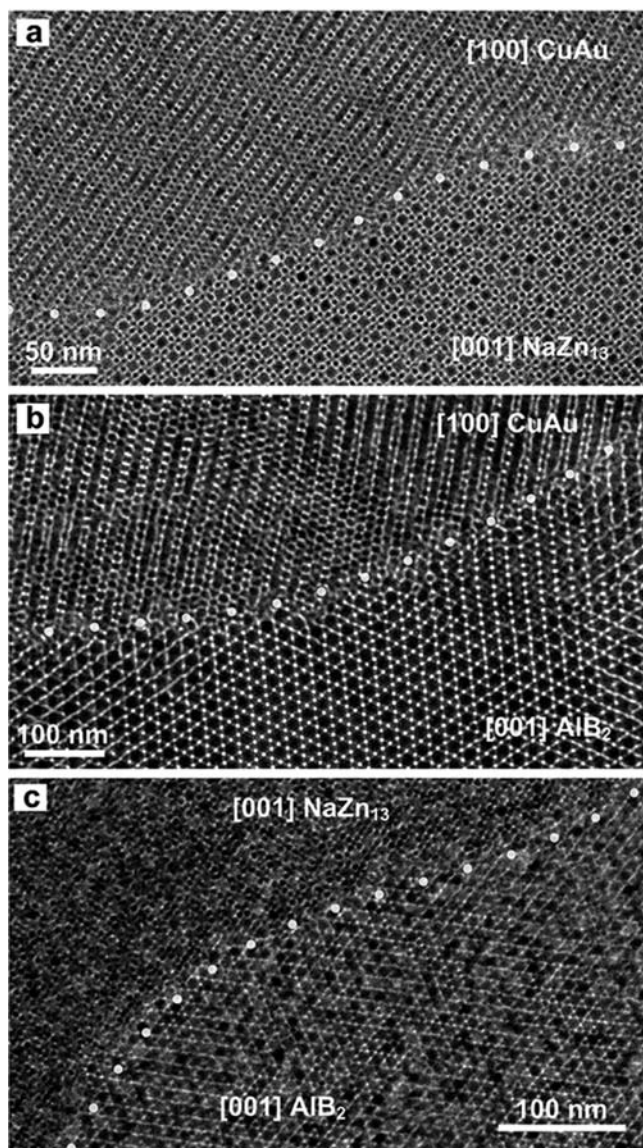 a
[100] CuAu
[001] NaZn₁₃
50 nm
b
[100] CuAu
[001] AlB₂
100 nm
c
[001] NaZn₁₃
[001] AlB₂
100 nm